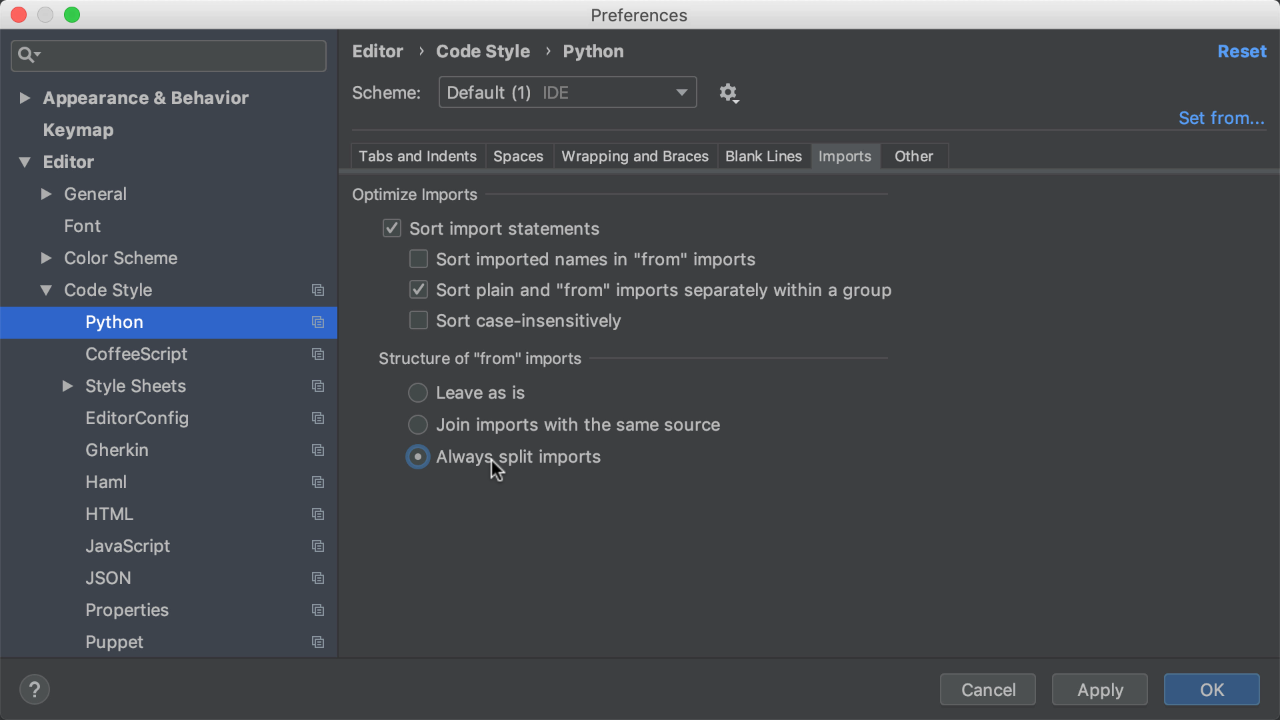 Preferences
Appearance & Behavior
Keymap
Editor
General
Font
Color Scheme
Code Style
Python
CoffeeScript
Style Sheets
EditorConfig
Gherkin
Haml
HTML
JavaScript
JSON
Properties
Puppet
Editor › Code Style › Python
Reset
Scheme: Default (1) IDE
Set from...
Tabs and Indents Spaces Wrapping and Braces Blank Lines Imports Other
Optimize Imports
Sort import statements
Sort imported names in "from" imports
Sort plain and "from" imports separately within a group
Sort case-insensitively
Structure of "from" imports
Leave as is
Join imports with the same source
Always split imports
? Cancel Apply OK